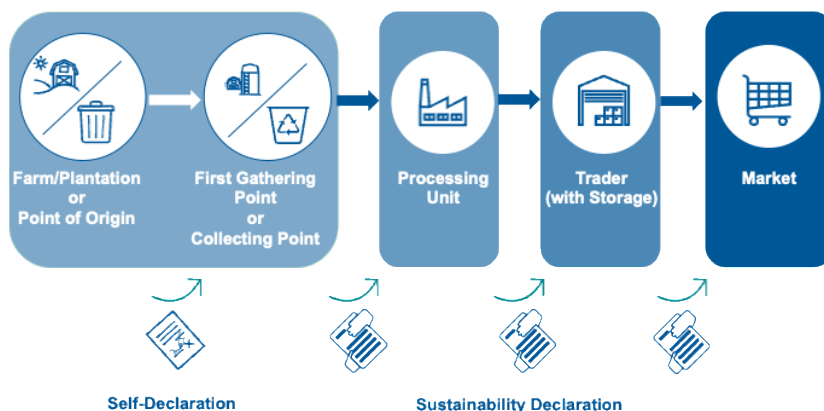 Farm/Plantation
or
Point of Origin
First Gathering
Point
or
Collecting Point
Processing
Unit
Trader
(with Storage)
Market
Self-Declaration
Sustainability Declaration